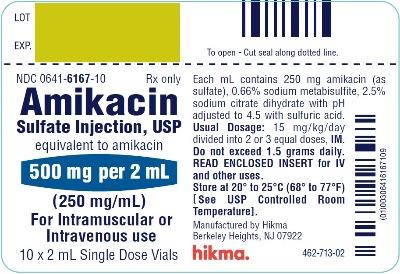 LOT
EXP.
To open - Cut seal along dotted line.
NDC 0641-6167-10 Rx only
Amikacin
Sulfate Injection, USP
equivalent to amikacin
500 mg per 2 mL
(250 mg/mL)
For Intramuscular or
Intravenous use
10 x 2 mL Single Dose Vials
Each mL contains 250 mg amikacin (as
sulfate), 0.66% sodium metabisulfite, 2.5%
sodium citrate dihydrate with pH
adjusted to 4.5 with sulfuric acid.
Usual Dosage: 15 mg/kg/day
divided into 2 or 3 equal doses, IM.
Do not exceed 1.5 grams daily.
READ ENCLOSED INSERT for IV
and other uses.
Store at 20° to 25°C (68° to 77°F)
[See USP Controlled Room
Temperature].
Manufactured by Hikma
Berkeley Heights, NJ 07922
hikma.
462-713-02
(01)00306416167109